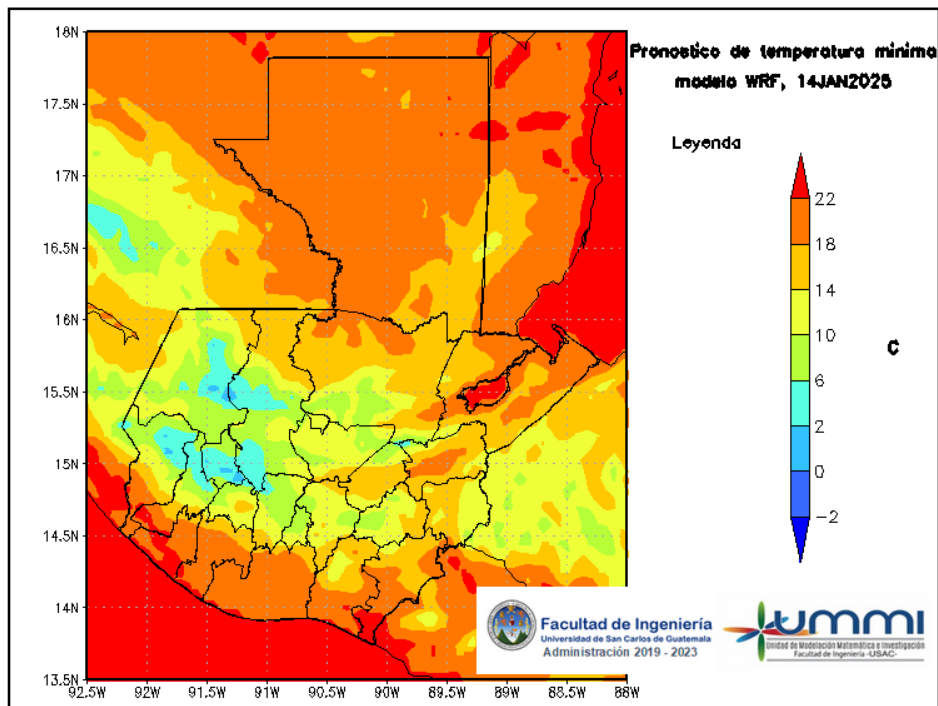 Pronostico de temperatura minima
modelo WRF, 14JAN2025
Leyenda
22
18
14
10
6
2
0
−2
C
18N
17.5N
17N
16.5N
16N
15.5N
15N
14.5N
14N
13.5N
92.5W
92W
91.5W
91W
90.5W
90W
89.5W
89W
88.5W
88W
Facultad de Ingeniería
Universidad de San Carlos de Guatemala
Administración 2019 - 2023
UMMI
Unidad de Modelación Matemática e Investigación
Facultad de Ingeniería -USAC-